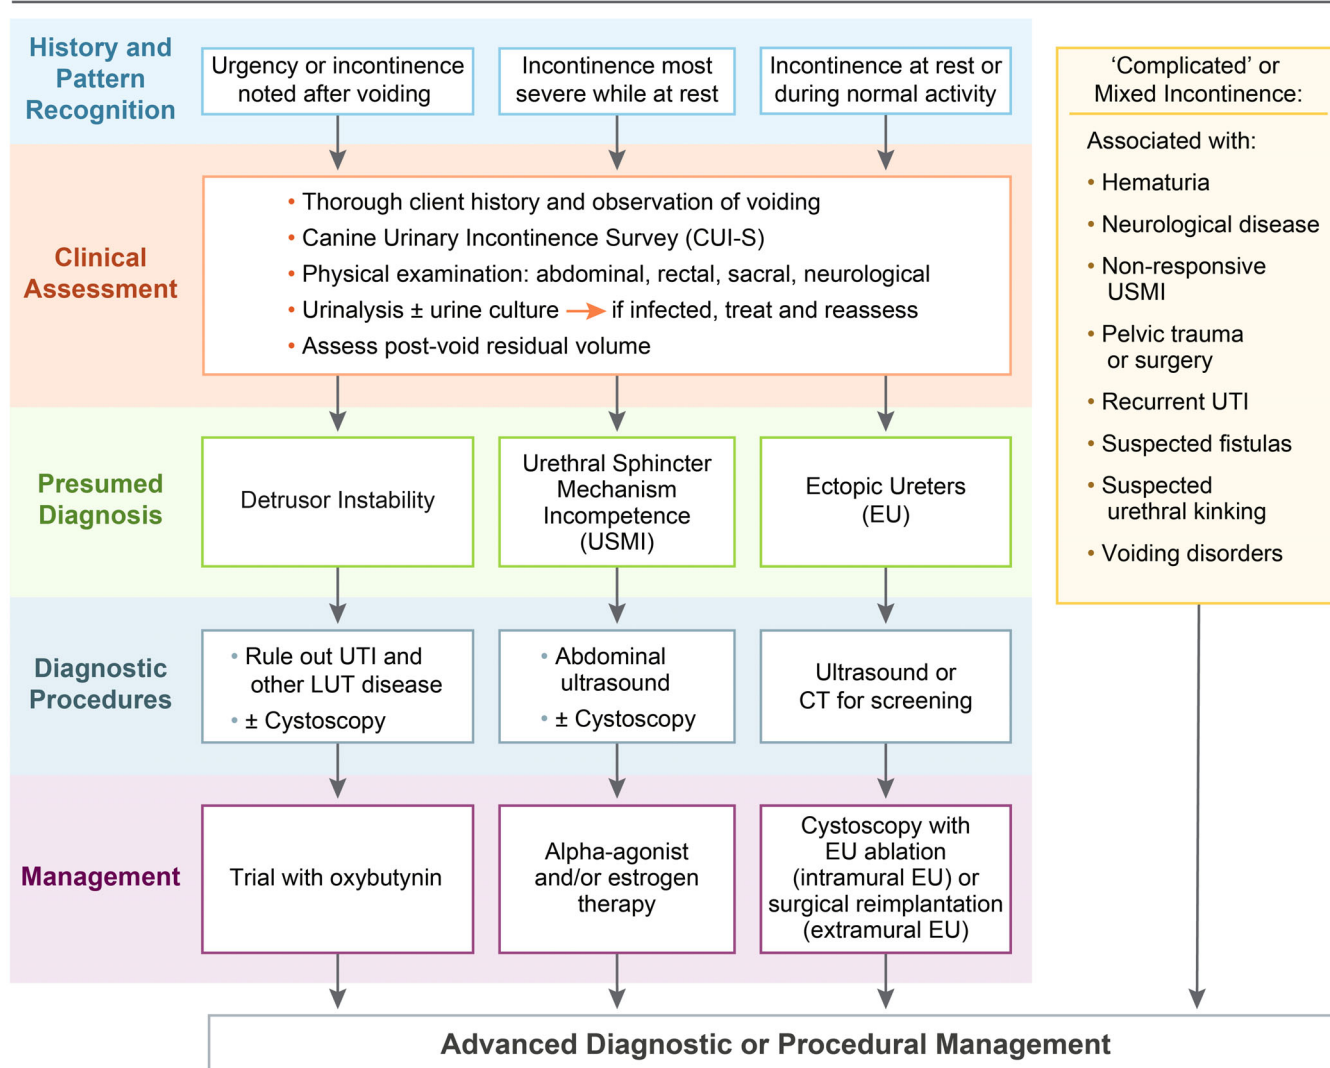 History and
Pattern
Recognition
Urgency or incontinence
noted after voiding
Incontinence most
severe while at rest
Incontinence at rest or
during normal activity
Clinical
Assessment
• Thorough client history and observation of voiding
• Canine Urinary Incontinence Survey (CUI-S)
• Physical examination: abdominal, rectal, sacral, neurological
• Urinalysis ± urine culture → if infected, treat and reassess
• Assess post-void residual volume
Presumed
Diagnosis
Detrusor Instability
Urethral Sphincter
Mechanism
Incompetence
(USMI)
Ectopic Ureters
(EU)
Diagnostic
Procedures
• Rule out UTI and
other LUT disease
• ± Cystoscopy
• Abdominal
ultrasound
• ± Cystoscopy
Ultrasound or
CT for screening
Management
Trial with oxybutynin
Alpha-agonist
and/or estrogen
therapy
Cystoscopy with
EU ablation
(intramural EU) or
surgical reimplantation
(extramural EU)
‘Complicated’ or
Mixed Incontinence:
Associated with:
• Hematuria
• Neurological disease
• Non-responsive
USMI
• Pelvic trauma
or surgery
• Recurrent UTI
• Suspected fistulas
• Suspected
urethral kinking
• Voiding disorders
Advanced Diagnostic or Procedural Management